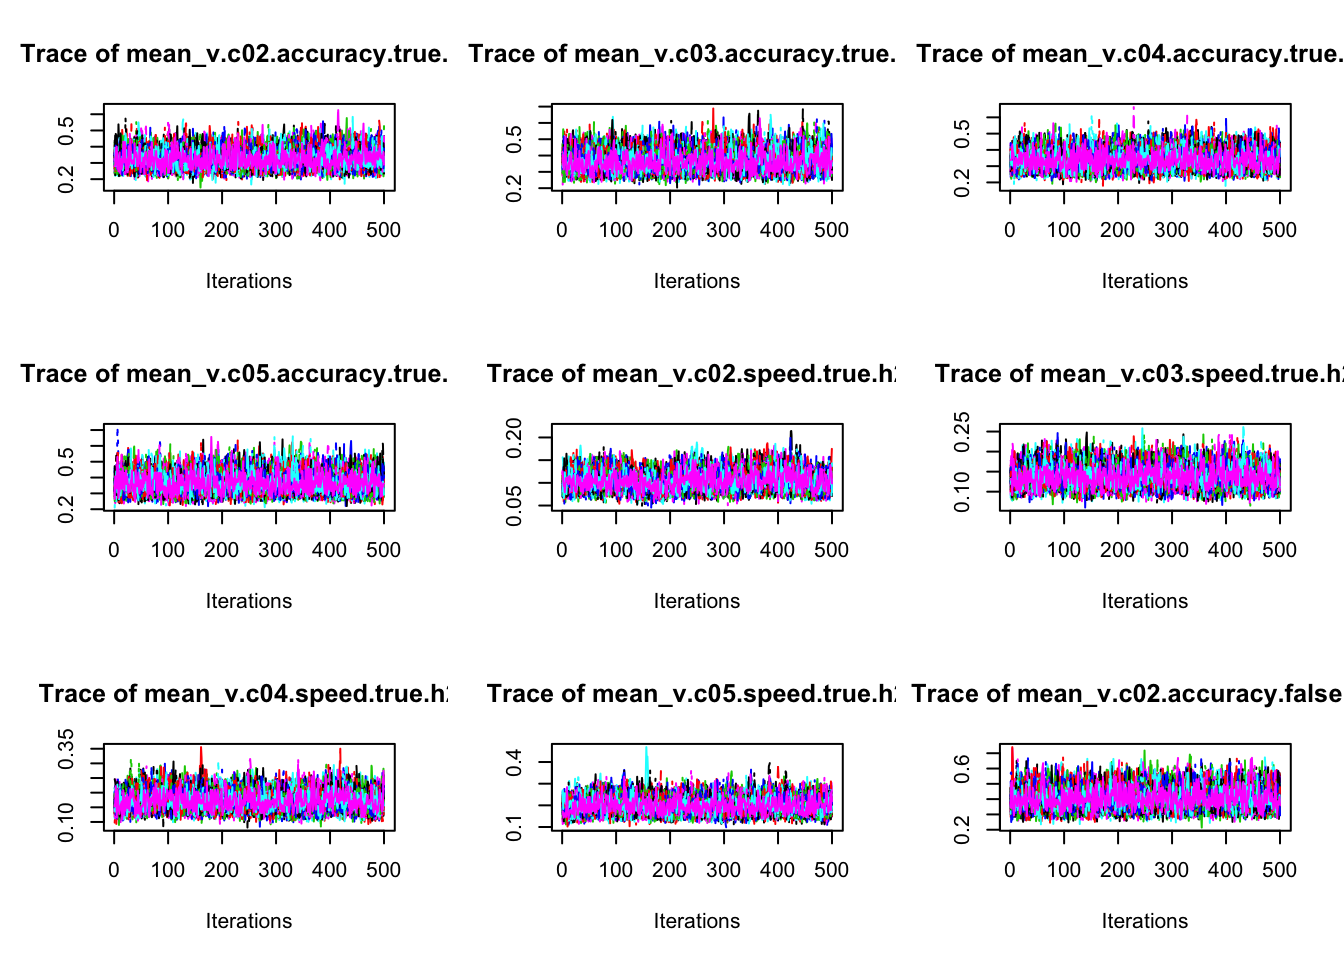 Trace of mean_v.c02.accuracy.true.
0.5
0.2
0 100 200 300 400 500
Iterations
Trace of mean_v.c03.accuracy.true.
0.5
0.2
0 100 200 300 400 500
Iterations
Trace of mean_v.c04.accuracy.true.
0.5
0.2
0 100 200 300 400 500
Iterations
Trace of mean_v.c05.accuracy.true.
0.5
0.2
0 100 200 300 400 500
Iterations
Trace of mean_v.c02.speed.true.h
0.20
0.05
0 100 200 300 400 500
Iterations
Trace of mean_v.c03.speed.true.h
0.25
0.10
0 100 200 300 400 500
Iterations
Trace of mean_v.c04.speed.true.h
0.35
0.10
0 100 200 300 400 500
Iterations
Trace of mean_v.c05.speed.true.h
0.4
0.1
0 100 200 300 400 500
Iterations
Trace of mean_v.c02.accuracy.false
0.6
0.2
0 100 200 300 400 500
Iterations